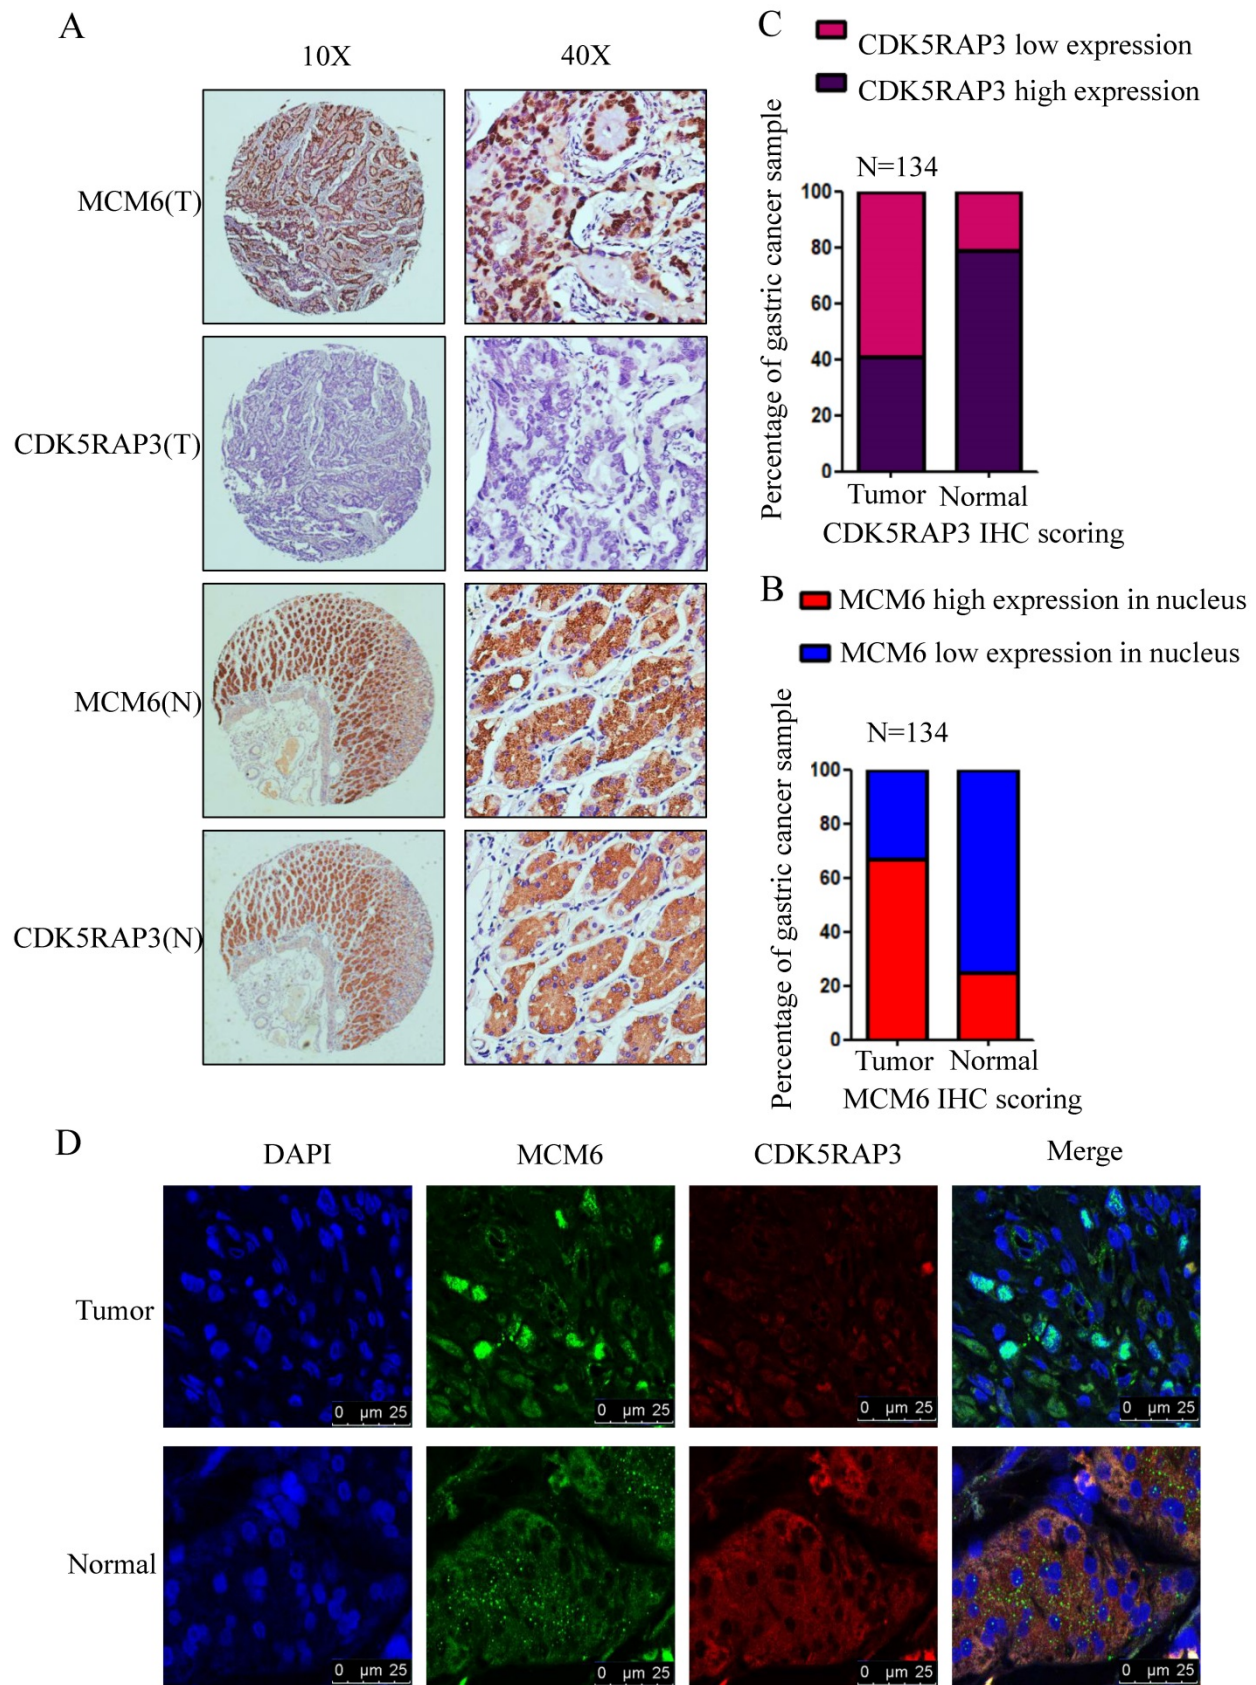 A
10X
40X
MCM6(T)
CDK5RAP3(T)
MCM6(N)
CDK5RAP3(N)
C
CDK5RAP3 low expression
CDK5RAP3 high expression
N=134
Percentage of gastric cancer sample
100
80
60
40
20
0
Tumor Normal
CDK5RAP3 IHC scoring
B
MCM6 high expression in nucleus
MCM6 low expression in nucleus
N=134
Percentage of gastric cancer sample
100
80
60
40
20
0
Tumor Normal
MCM6 IHC scoring
D
DAPI
MCM6
CDK5RAP3
Merge
Tumor
0 µm 25
0 µm 25
0 µm 25
0 µm 25
Normal
0 µm 25
0 µm 25
0 µm 25
0 µm 25